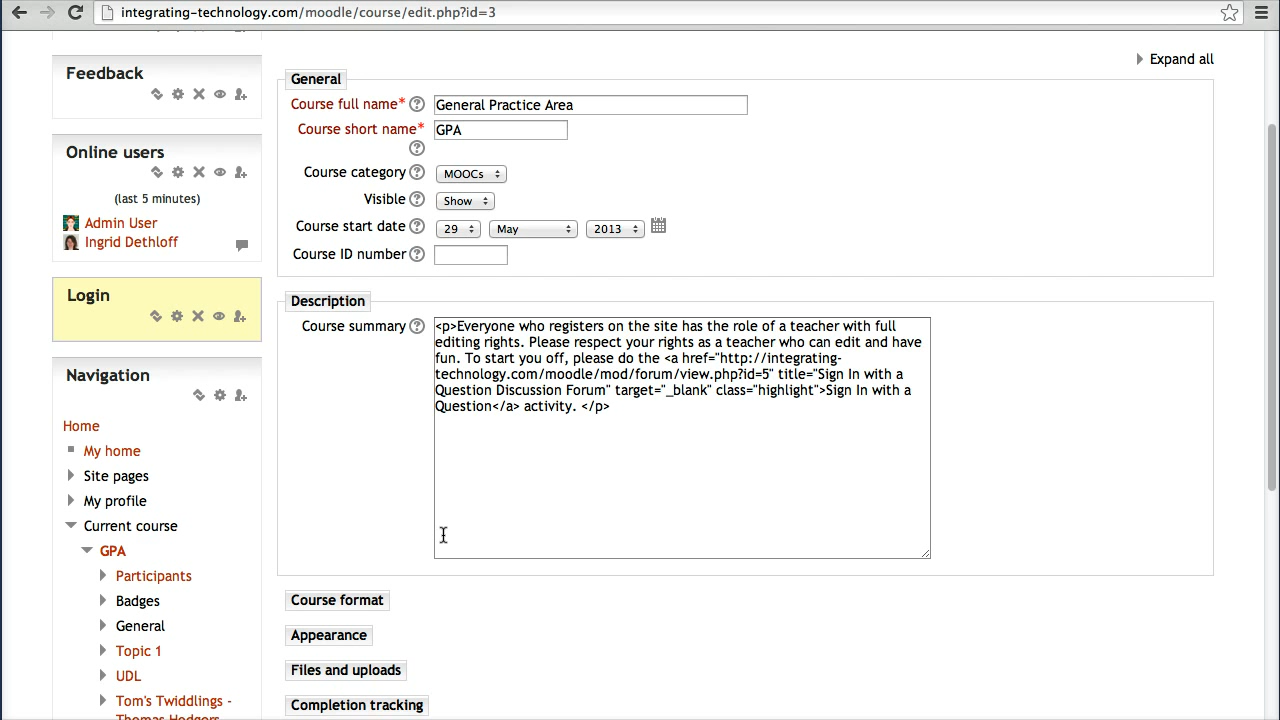 integrating-technology.com/moodle/course/edit.php?id=3
Feedback
Online users
(last 5 minutes)
Admin User
Ingrid Dethloff
Login
Navigation
Home
My home
Site pages
My profile
Current course
GPA
Participants
Badges
General
Topic 1
UDL
Tom's Twiddlings -
Thomas Hodgers
Expand all
General
Course full name* General Practice Area
Course short name* GPA
Course category MOOCs
Visible Show
Course start date 29 May 2013
Course ID number
Description
Course summary
<p>Everyone who registers on the site has the role of a teacher with full
editing rights. Please respect your rights as a teacher who can edit and have
fun. To start you off, please do the <a href="http://integrating-
technology.com/moodle/mod/forum/view.php?id=5" title="Sign In with a
Question Discussion Forum" target="_blank" class="highlight">Sign In with a
Question</a> activity. </p>
Course format
Appearance
Files and uploads
Completion tracking